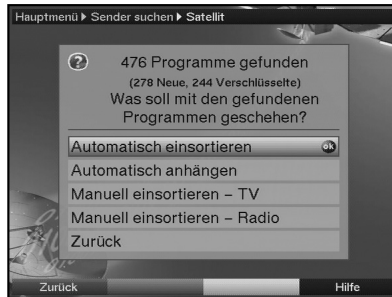 Hauptmenü ▶ Sender suchen ▶ Satellit
? 476 Programme gefunden
(278 Neue, 244 Verschlüsselte)
Was soll mit den gefundenen
Programmen geschehen?
Automatisch einsortieren ok
Automatisch anhängen
Manuell einsortieren – TV
Manuell einsortieren – Radio
Zurück
Zurück Hilfe